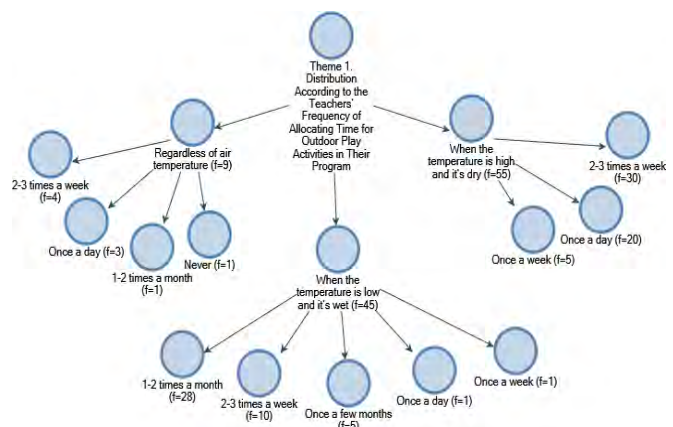 Theme 1.
Distribution
According to the
Teachers'
Frequency of
Allocating Time for
Outdoor Play
Activities in Their
Program
Regardless of air
temperature (f=9)
2-3 times a week
(f=4)
Once a day (f=3)
1-2 times a month
(f=1)
Never (f=1)
When the
temperature is high
and it's dry (f=55)
2-3 times a week
(f=30)
Once a day (f=20)
Once a week (f=5)
When the
temperature is low
and it's wet (f=45)
1-2 times a month
(f=28)
2-3 times a week
(f=10)
Once a few months
(f=5)
Once a day (f=1)
Once a week (f=1)